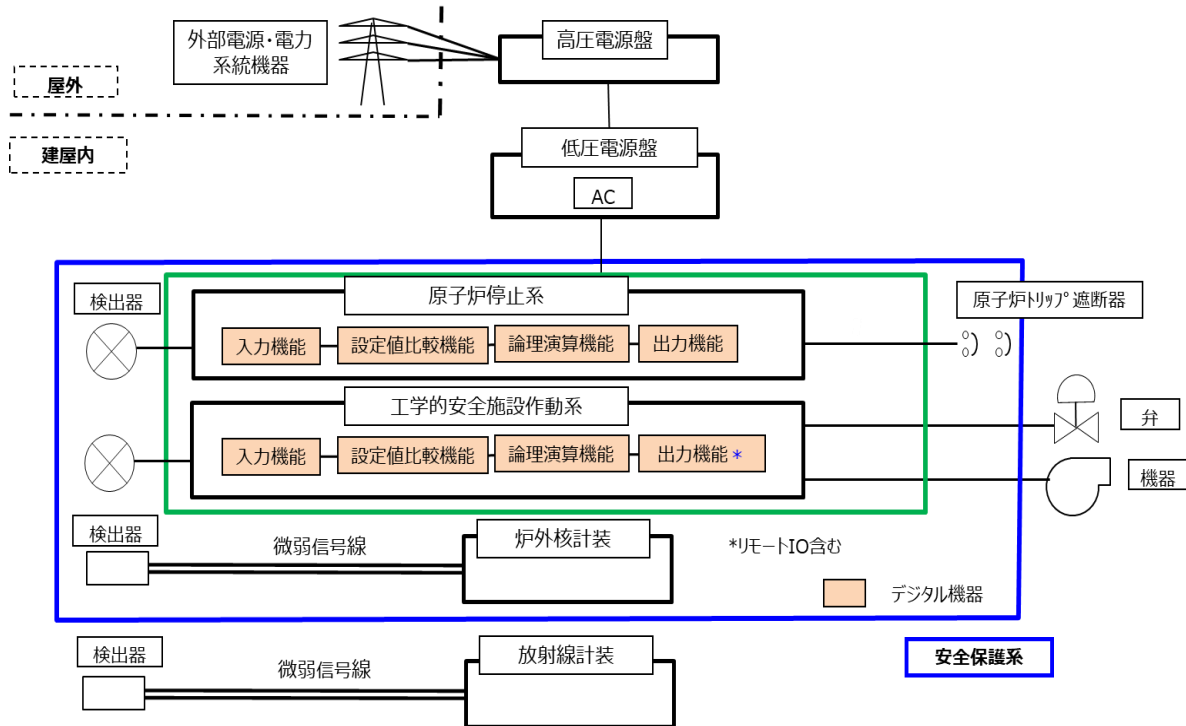 外部電源・電力
系統機器
高圧電源盤
屋外
建屋内
低圧電源盤
AC
検出器
原子炉停止系
原子炉ﾄﾘｯﾌﾟ遮断器
入力機能
設定値比較機能
論理演算機能
出力機能
工学的安全施設作動系
弁
入力機能
設定値比較機能
論理演算機能
出力機能*
機器
検出器
微弱信号線
炉外核計装
*ﾘﾓｰﾄIO含む
デジタル機器
検出器
微弱信号線
放射線計装
安全保護系